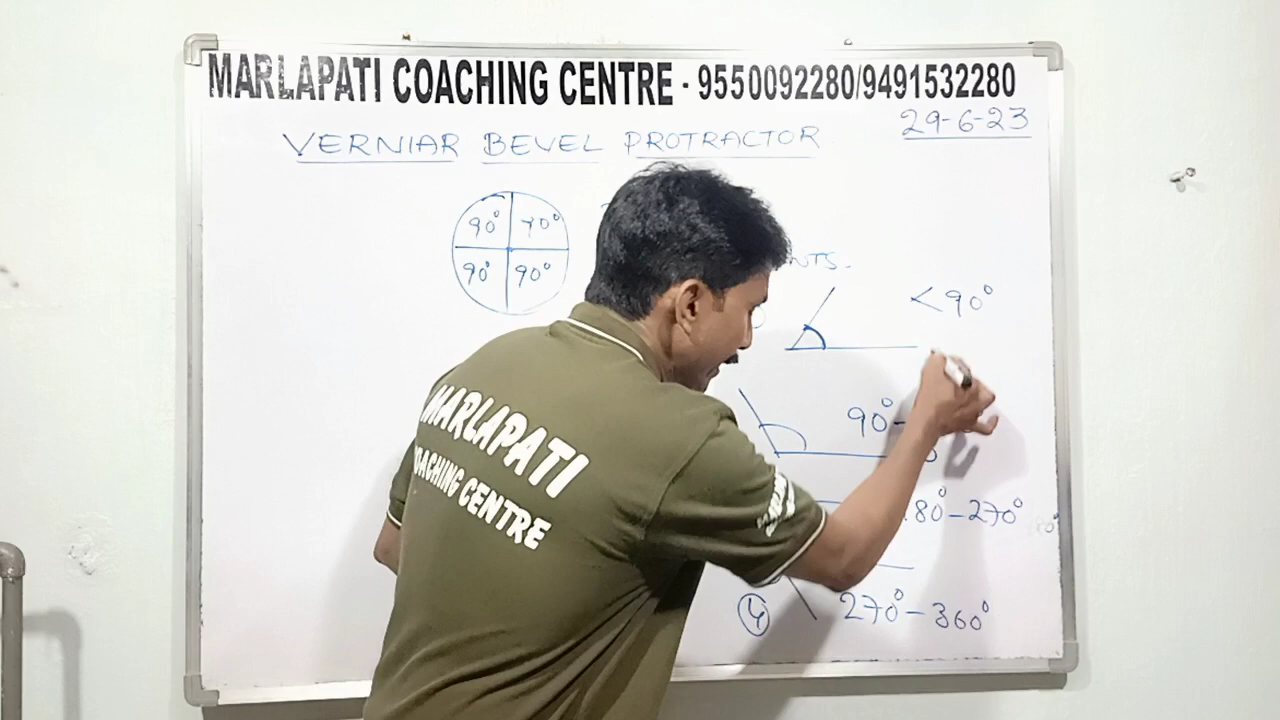 MARLAPATI COACHING CENTRE - 9550092280/9491532280
29-6-23
VERNIAR BEVEL PROTRACTOR
90° 90°
90° 90°
<90°
90°-
180°-270°
④ 270°-360°
MARLAPATI
COACHING CENTRE